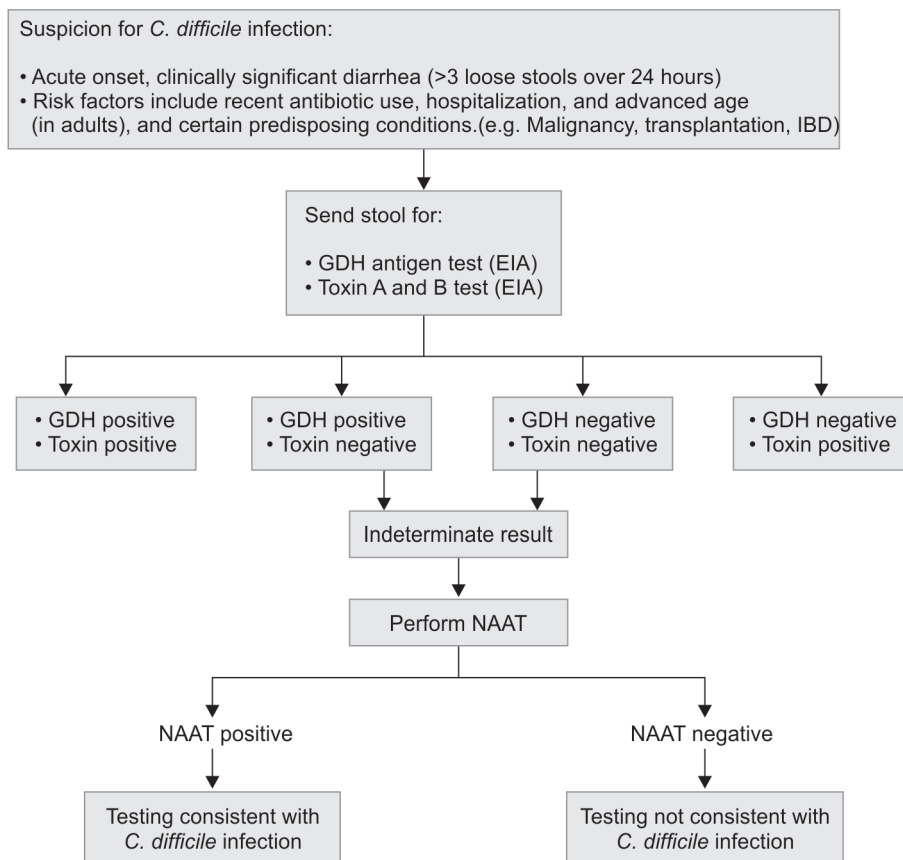 Suspicion for C. difficile infection:
• Acute onset, clinically significant diarrhea (>3 loose stools over 24 hours)
• Risk factors include recent antibiotic use, hospitalization, and advanced age
(in adults), and certain predisposing conditions.(e.g. Malignancy, transplantation, IBD)
Send stool for:
• GDH antigen test (EIA)
• Toxin A and B test (EIA)
• GDH positive
• Toxin positive
• GDH positive
• Toxin negative
• GDH negative
• Toxin negative
• GDH negative
• Toxin positive
Indeterminate result
Perform NAAT
NAAT positive
NAAT negative
Testing consistent with
C. difficile infection
Testing not consistent with
C. difficile infection